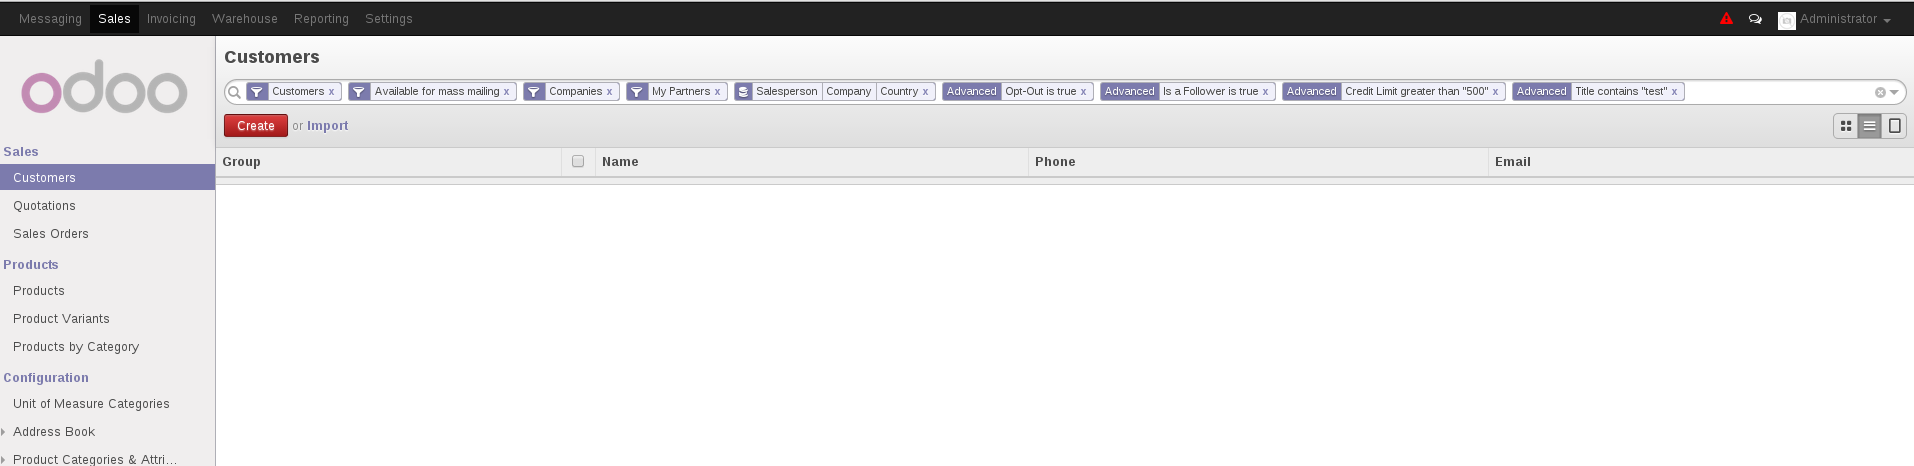 Messaging Sales Invoicing Warehouse Reporting Settings Administrator
odoo
Sales
Customers
Quotations
Sales Orders
Products
Products
Product Variants
Products by Category
Configuration
Unit of Measure Categories
Address Book
Product Categories & Attri...
Customers
Customers x Available for mass mailing x Companies x My Partners x Salesperson Company Country x Advanced Opt-Out is true x Advanced Is a Follower is true x Advanced Credit Limit greater than "500" x Advanced Title contains "test" x
Create or Import
Group Name Phone Email